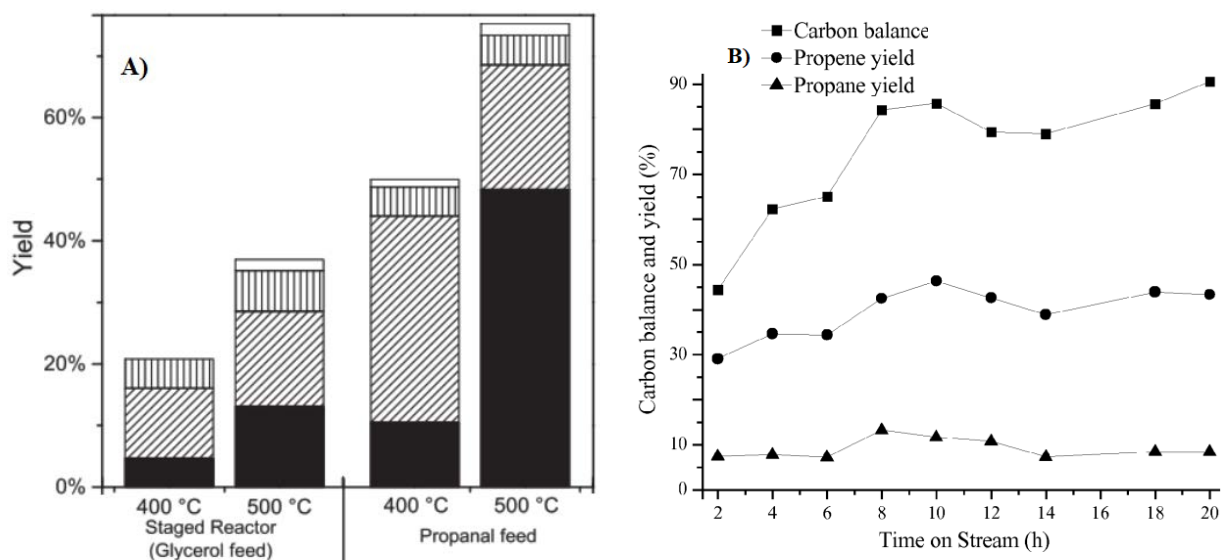 A)
Yield
60%
40%
20%
0%
400 °C 500 °C 400 °C 500 °C
Staged Reactor
(Glycerol feed)
Propanal feed
B)
Carbon balance
Propene yield
Propane yield
Carbon balance and yield (%)
90
70
50
30
10
0
2 4 6 8 10 12 14 16 18 20
Time on Stream (h)